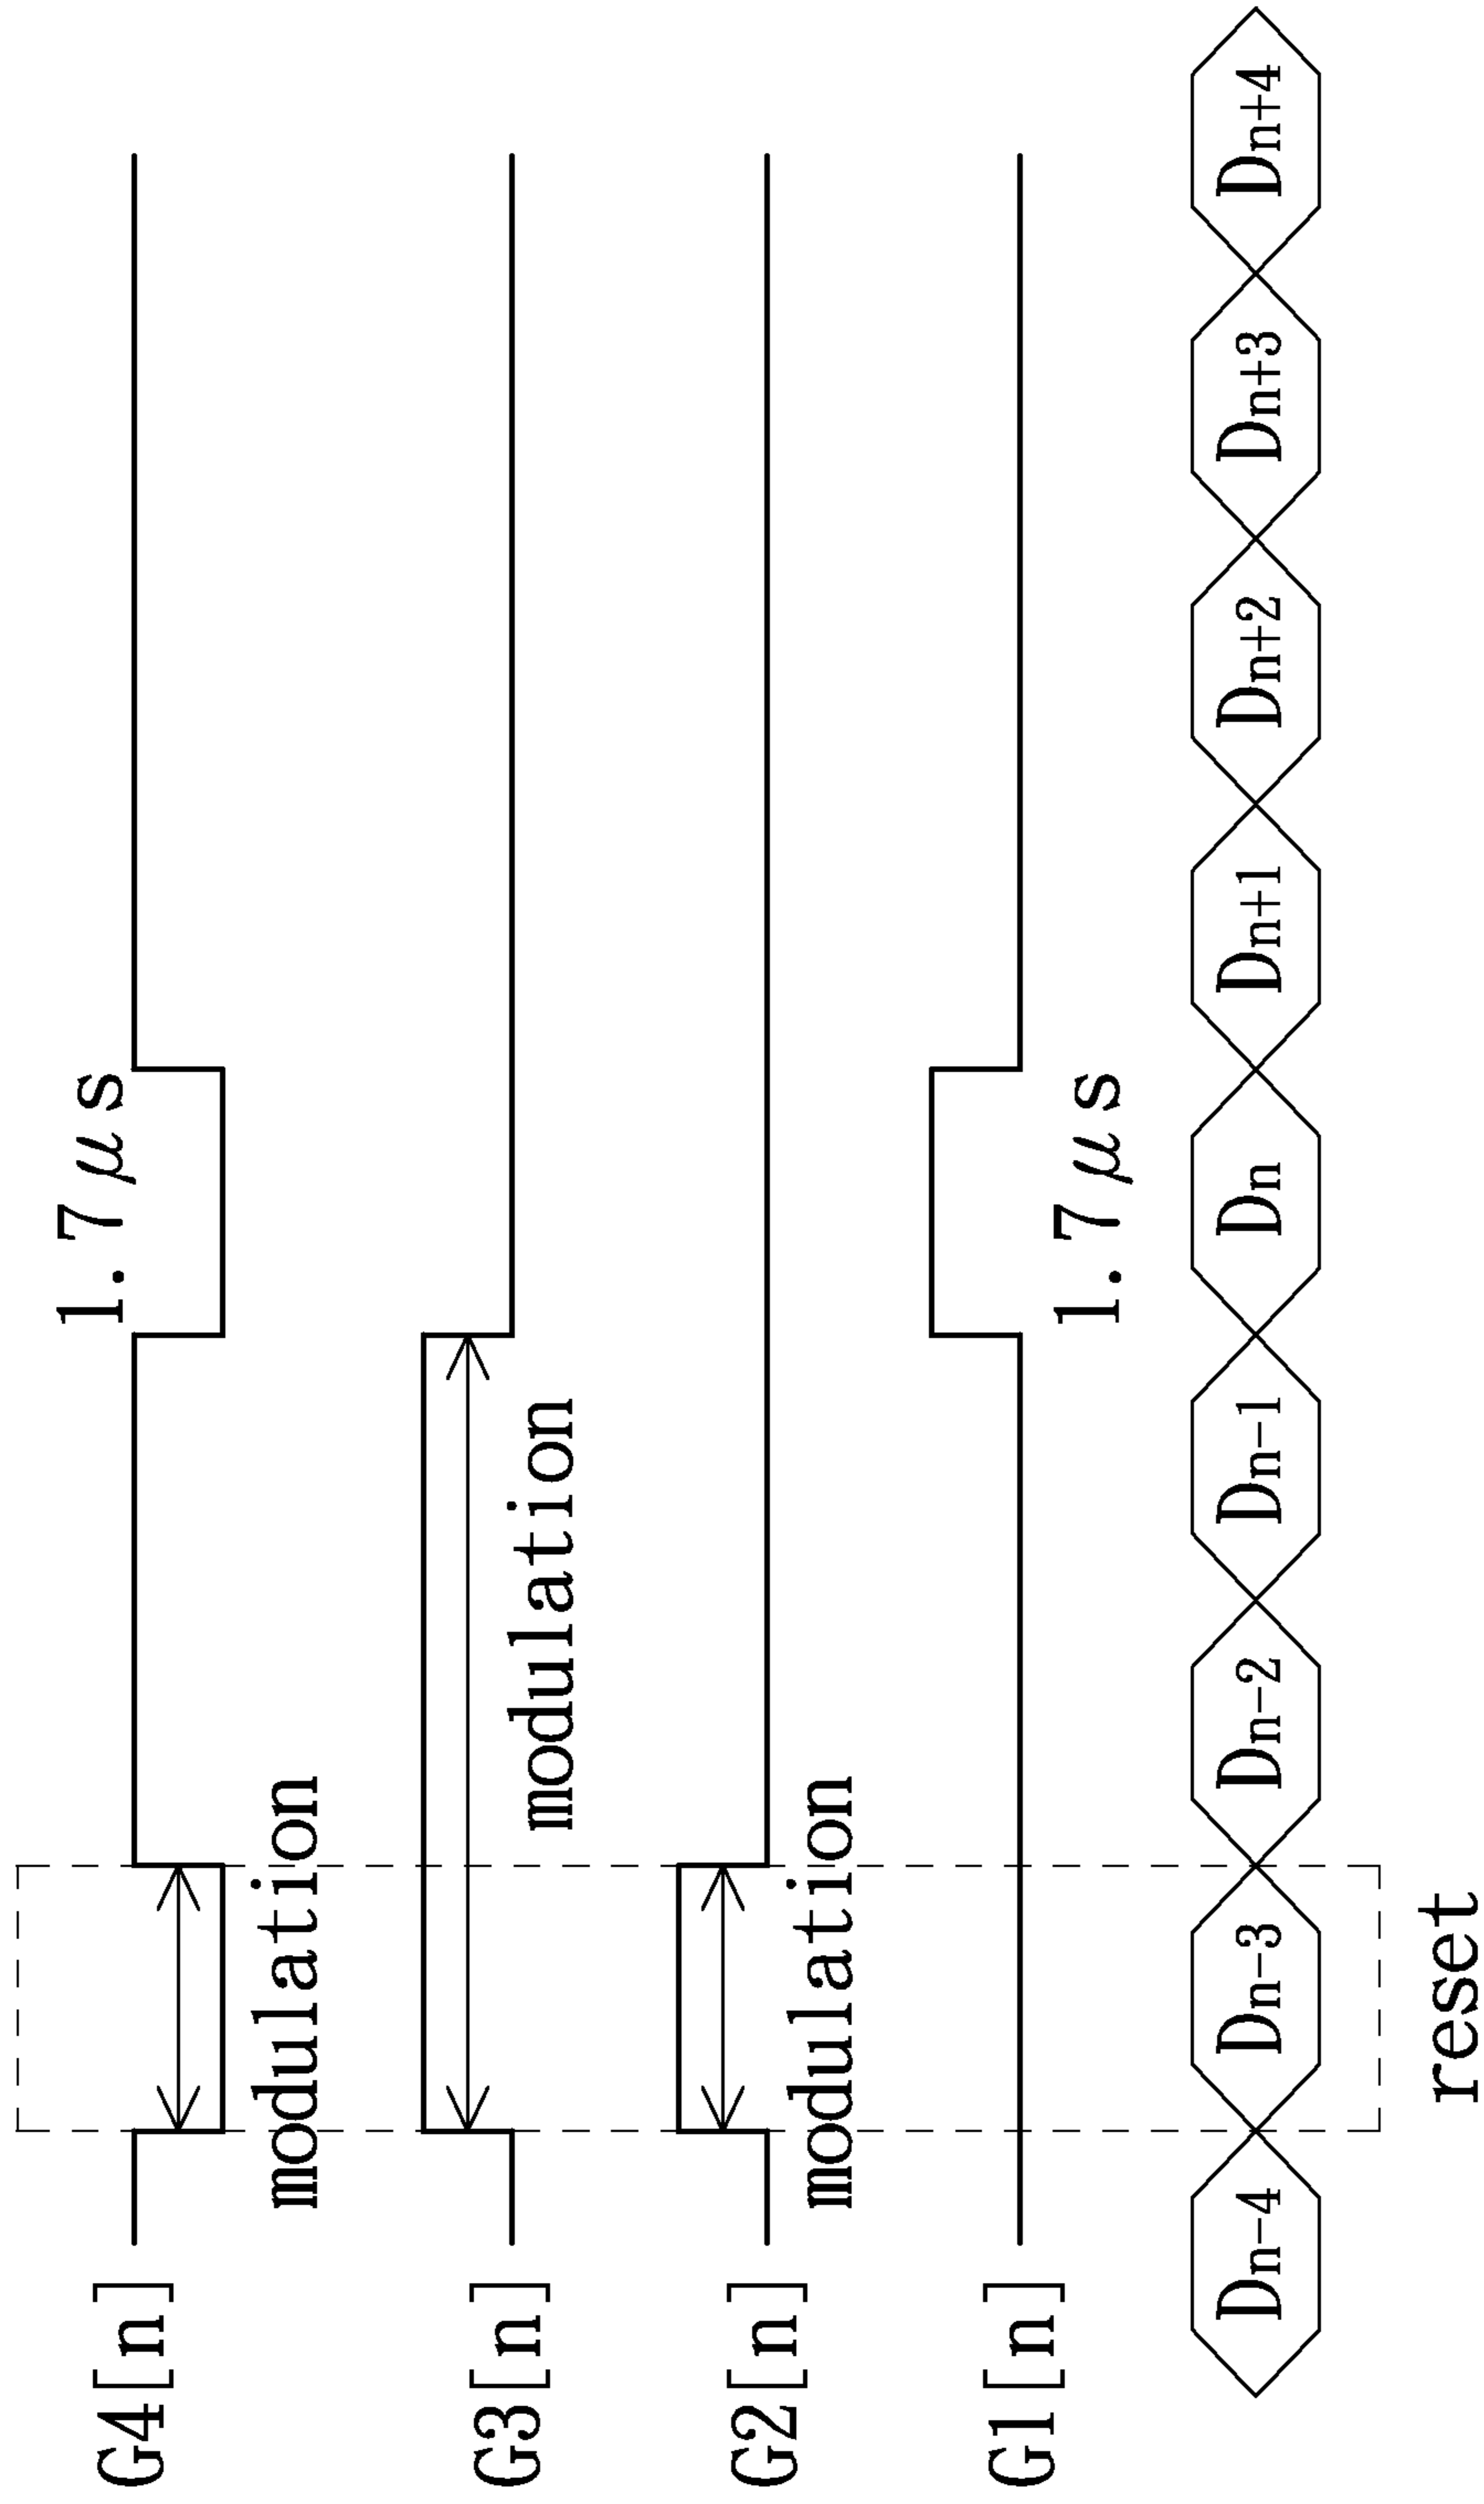 G4[n]
1.7μs
modulation
G3[n]
modulation
G2[n]
modulation
G1[n]
1.7μs
Dn-4 Dn-3 Dn-2 Dn-1 Dn Dn+1 Dn+2 Dn+3 Dn+4
reset